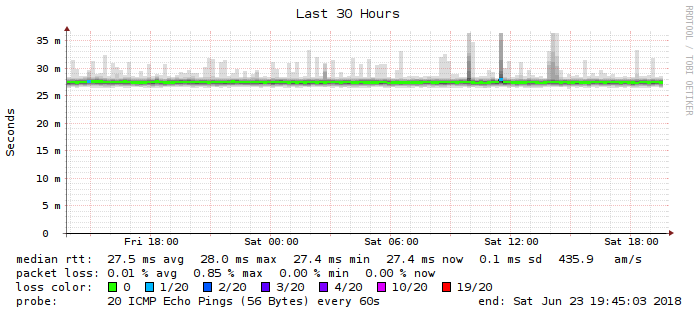 Last 30 Hours
RRDTOOL / TOBI OETIKER
Seconds
35 m
30 m
25 m
20 m
15 m
10 m
5 m
0
Fri 18:00 Sat 00:00 Sat 06:00 Sat 12:00 Sat 18:00
median rtt: 27.5 ms avg 28.0 ms max 27.4 ms min 27.4 ms now 0.1 ms sd 435.9 am/s
packet loss: 0.01 % avg 0.85 % max 0.00 % min 0.00 % now
loss color: 0 1/20 2/20 3/20 4/20 10/20 19/20
probe: 20 ICMP Echo Pings (56 Bytes) every 60s end: Sat Jun 23 19:45:03 2018